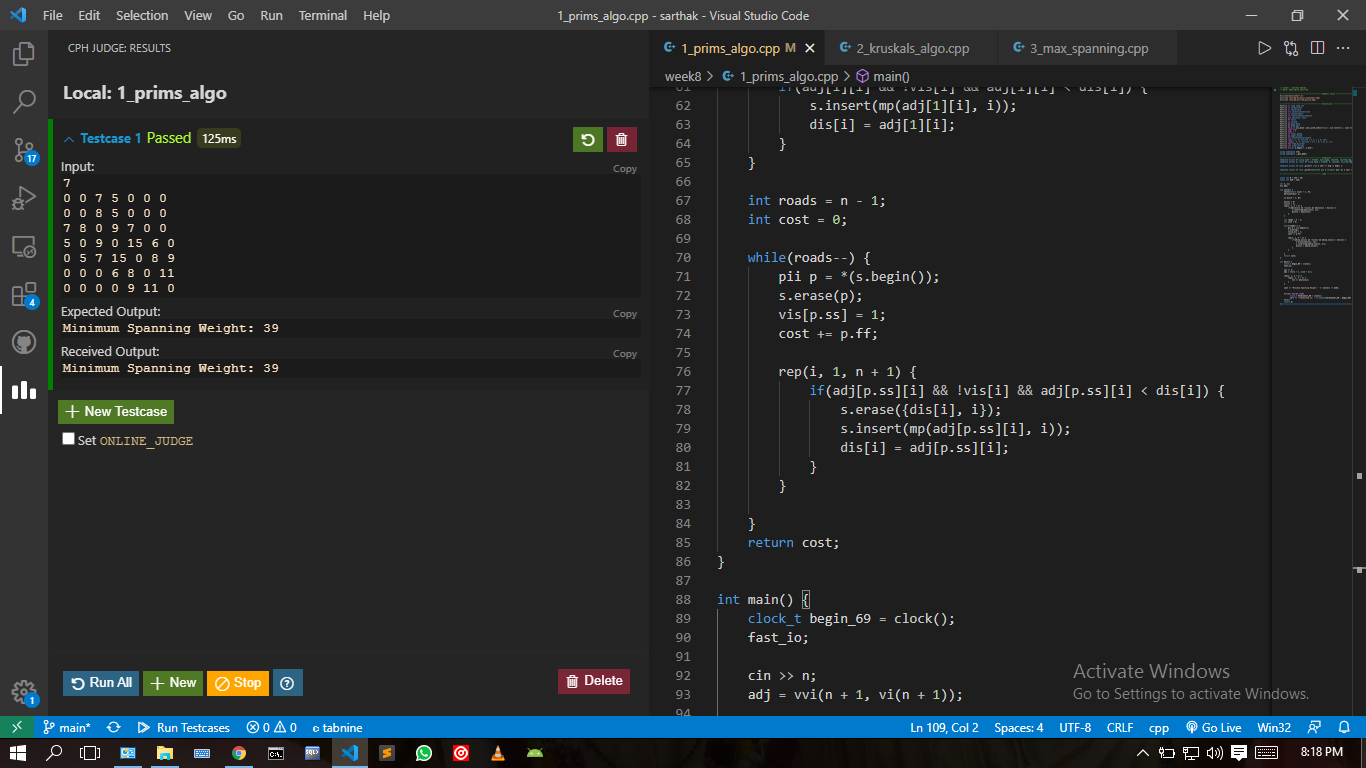 File Edit Selection View Go Run Terminal Help
1_prims_algo.cpp - sarthak - Visual Studio Code
CPH JUDGE: RESULTS
Local: 1_prims_algo
Testcase 1 Passed 125ms
Input:
Copy
7
0 0 7 5 0 0 0
0 0 8 5 0 0 0
7 8 0 9 7 0 0
5 0 9 0 15 6 0
0 5 7 15 0 8 9
0 0 0 6 8 0 11
0 0 0 0 9 11 0
Expected Output:
Copy
Minimum Spanning Weight: 39
Received Output:
Copy
Minimum Spanning Weight: 39
New Testcase
Set ONLINE_JUDGE
Run All New Stop Delete
17
4
1
1_prims_algo.cpp M 2_kruskals_algo.cpp 3_max_spanning.cpp
week8 > 1_prims_algo.cpp > main()
61 if(adj[1][i] && !vis[i] && adj[1][i] < dis[i]) {
62 s.insert(mp(adj[1][i], i));
63 dis[i] = adj[1][i];
64 }
65 }
66
67 int roads = n - 1;
68 int cost = 0;
69
70 while(roads--) {
71 pii p = *(s.begin());
72 s.erase(p);
73 vis[p.ss] = 1;
74 cost += p.ff;
75
76 rep(i, 1, n + 1) {
77 if(adj[p.ss][i] && !vis[i] && adj[p.ss][i] < dis[i]) {
78 s.erase({dis[i], i});
79 s.insert(mp(adj[p.ss][i], i));
80 dis[i] = adj[p.ss][i];
81 }
82 }
83
84 }
85 return cost;
86 }
87
88 int main() {
89 clock_t begin_69 = clock();
90 fast_io;
91
92 cin >> n;
93 adj = vvi(n + 1, vi(n + 1));
94
Activate Windows
Go to Settings to activate Windows.
main* Run Testcases 0 0 tabnine Ln 109, Col 2 Spaces: 4 UTF-8 CRLF cpp Go Live Win32
8:18 PM